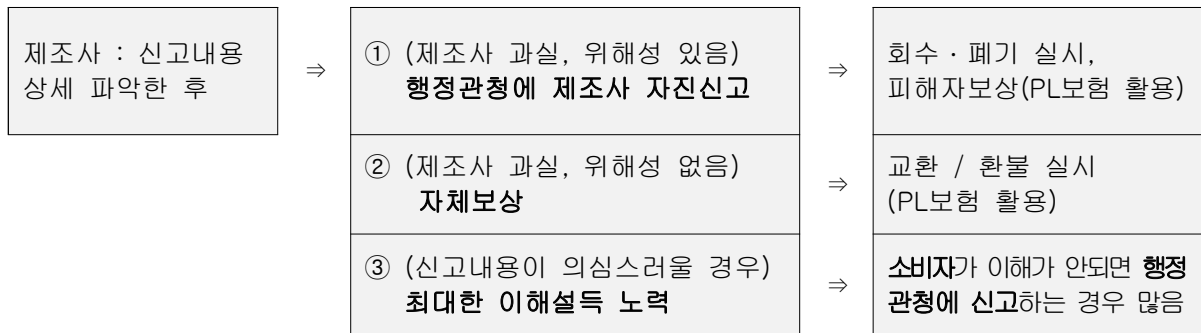 제조사 : 신고내용
상세 파악한 후
⇒
① (제조사 과실, 위해성 있음)
행정관청에 제조사 자진신고
⇒
회수 · 폐기 실시,
피해자보상(PL보험 활용)
② (제조사 과실, 위해성 없음)
자체보상
⇒
교환 / 환불 실시
(PL보험 활용)
③ (신고내용이 의심스러울 경우)
최대한 이해설득 노력
⇒
소비자가 이해가 안되면 행정
관청에 신고하는 경우 많음